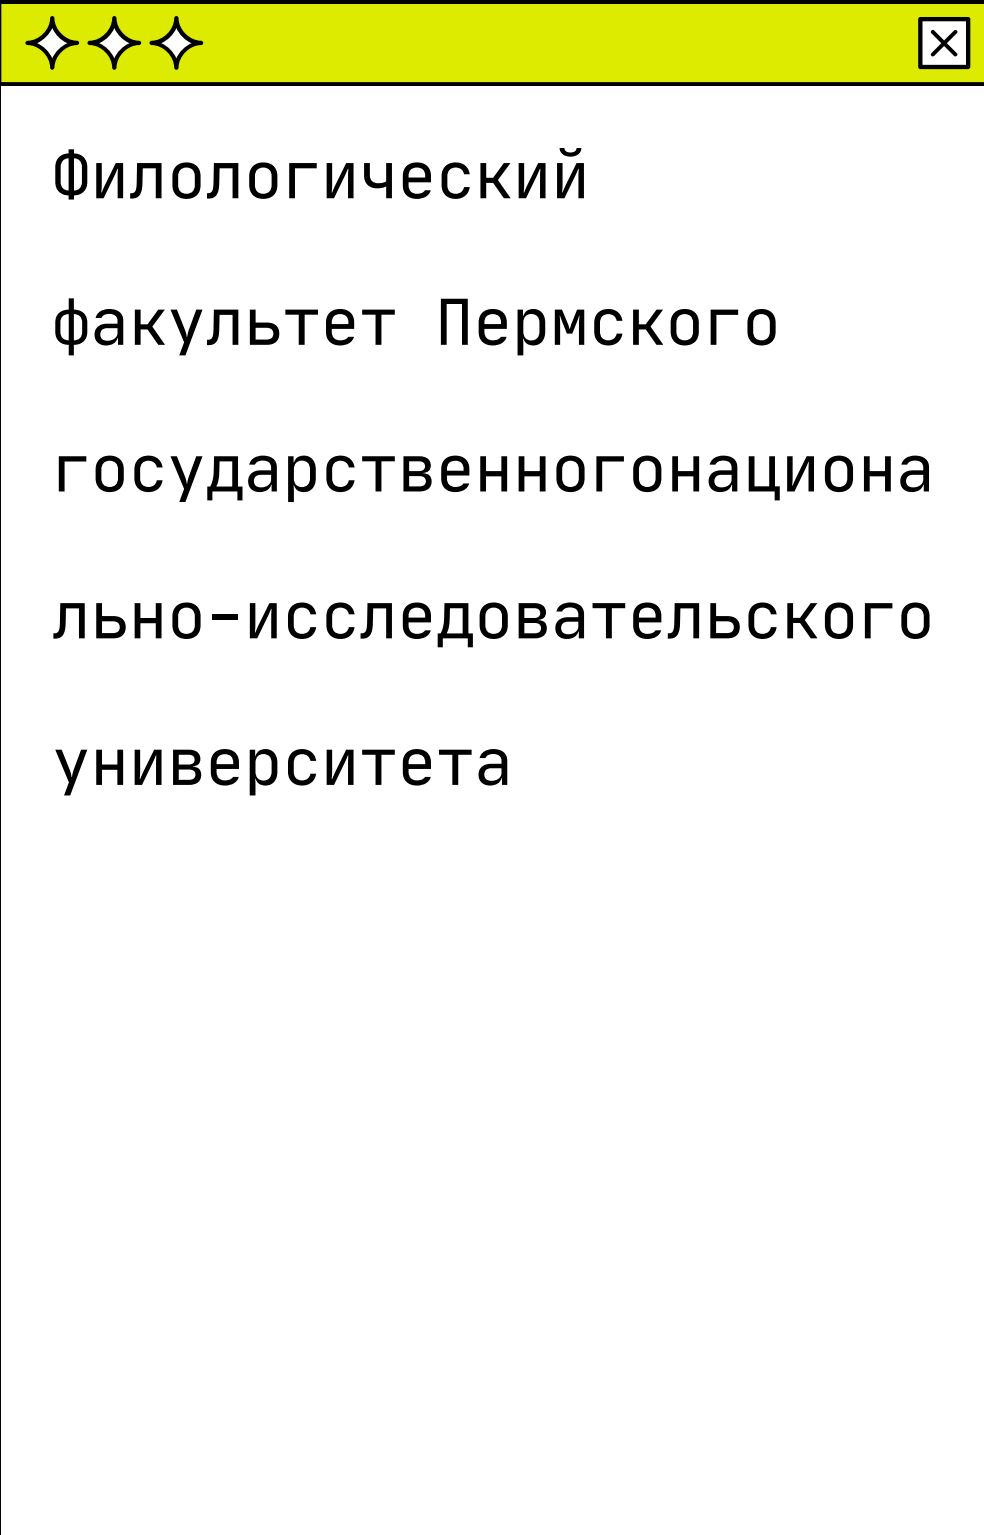 Филологический
факультет Пермского
государственногонациона
льно-исследовательского
университета